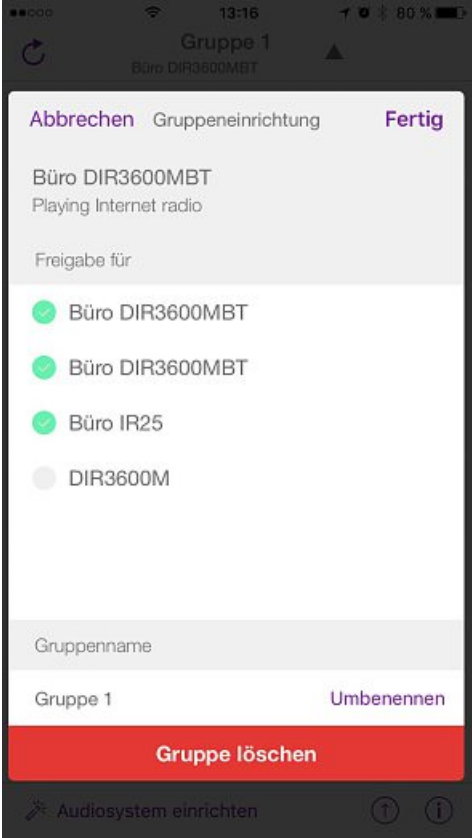 13:16
80 %
Gruppe 1
Büro DIR3600MBT
Abbrechen Gruppeneinrichtung Fertig
Büro DIR3600MBT
Playing Internet radio
Freigabe für
Büro DIR3600MBT
Büro DIR3600MBT
Büro IR25
DIR3600M
Gruppenname
Gruppe 1 Umbenennen
Gruppe löschen
Audiosystem einrichten